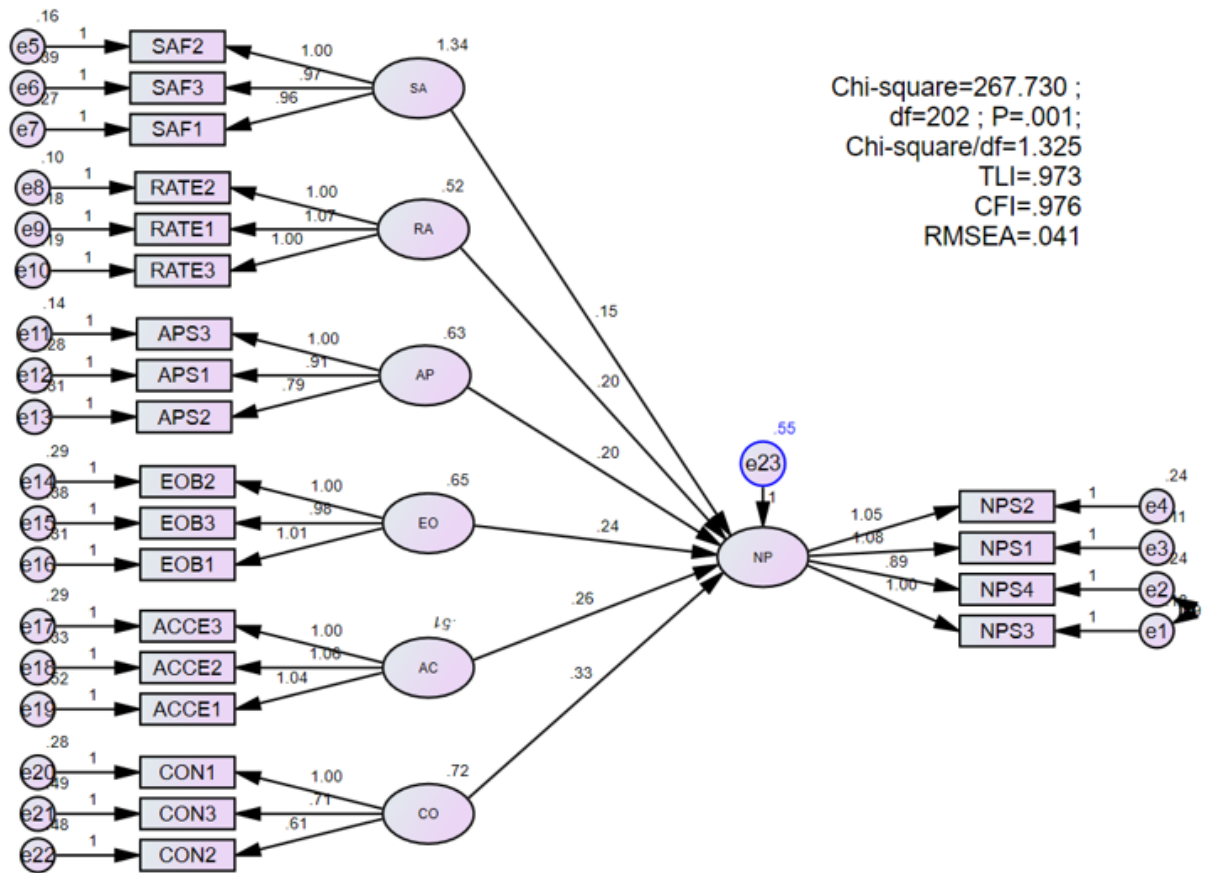 .16
e5 1 SAF2 1.00 1.34
e6 1 SAF3 .97 SA
.27
e7 1 SAF1 .96
Chi-square=267.730 ;
df=202 ; P=.001;
Chi-square/df=1.325
TLI=.973
CFI=.976
RMSEA=.041
.10
e8 1 RATE2 1.00 .52
.18
e9 1 RATE1 1.07 RA
.19
e10 1 RATE3 1.00
.14
e11 1 APS3 1.00 .63
.28
e12 1 APS1 .91 AP
e13 1 APS2 .79
.29
e14 1 EOB2 1.00 .65
e15 1 EOB3 .98 EO
e16 1 EOB1 1.01
.29
e17 1 ACCE3 1.00 .51
e18 1 ACCE2 AC
.52
e19 1 ACCE1 1.04
.28
e20 1 CON1 1.00 .72
.49
e21 1 CON3 .71 CO
.48
e22 1 CON2 .61
.15
.20
.20
.24
.26
.33
.55
e23
1
NP
.24
1.05 NPS2 1 e4
.11
1.08 NPS1 1 e3
.24
.89 NPS4 1 e2
1.00 NPS3 1 e1